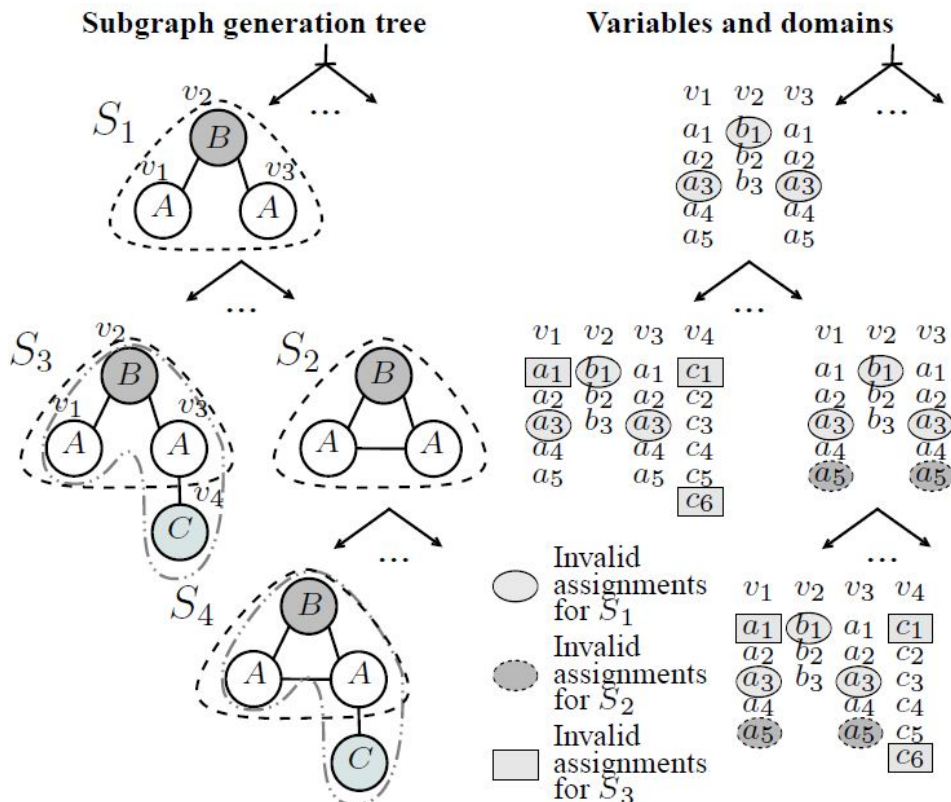 Subgraph generation tree
Variables and domains
...
...
S1
v2
B
v1
v3
A
A
v1 v2 v3
a1 b1 a1
a2 b2 a2
a3 b3 a3
a4 a4
a5 a5
...
...
S3
v2
B
v1
v3
A
A
v4
C
S2
B
A
A
v1 v2 v3 v4
a1 b1 a1 c1
a2 b2 a2 c2
a3 b3 a3 c3
a4 a4 c4
a5 a5 c5
c6
v1 v2 v3
a1 b1 a1
a2 b2 a2
a3 b3 a3
a4 a4
a5 a5
...
...
S4
B
A
A
C
Invalid
assignments
for S1
Invalid
assignments
for S2
Invalid
assignments
for S3
v1 v2 v3 v4
a1 b1 a1 c1
a2 b2 a2 c2
a3 b3 a3 c3
a4 a4 c4
a5 a5 c5
c6